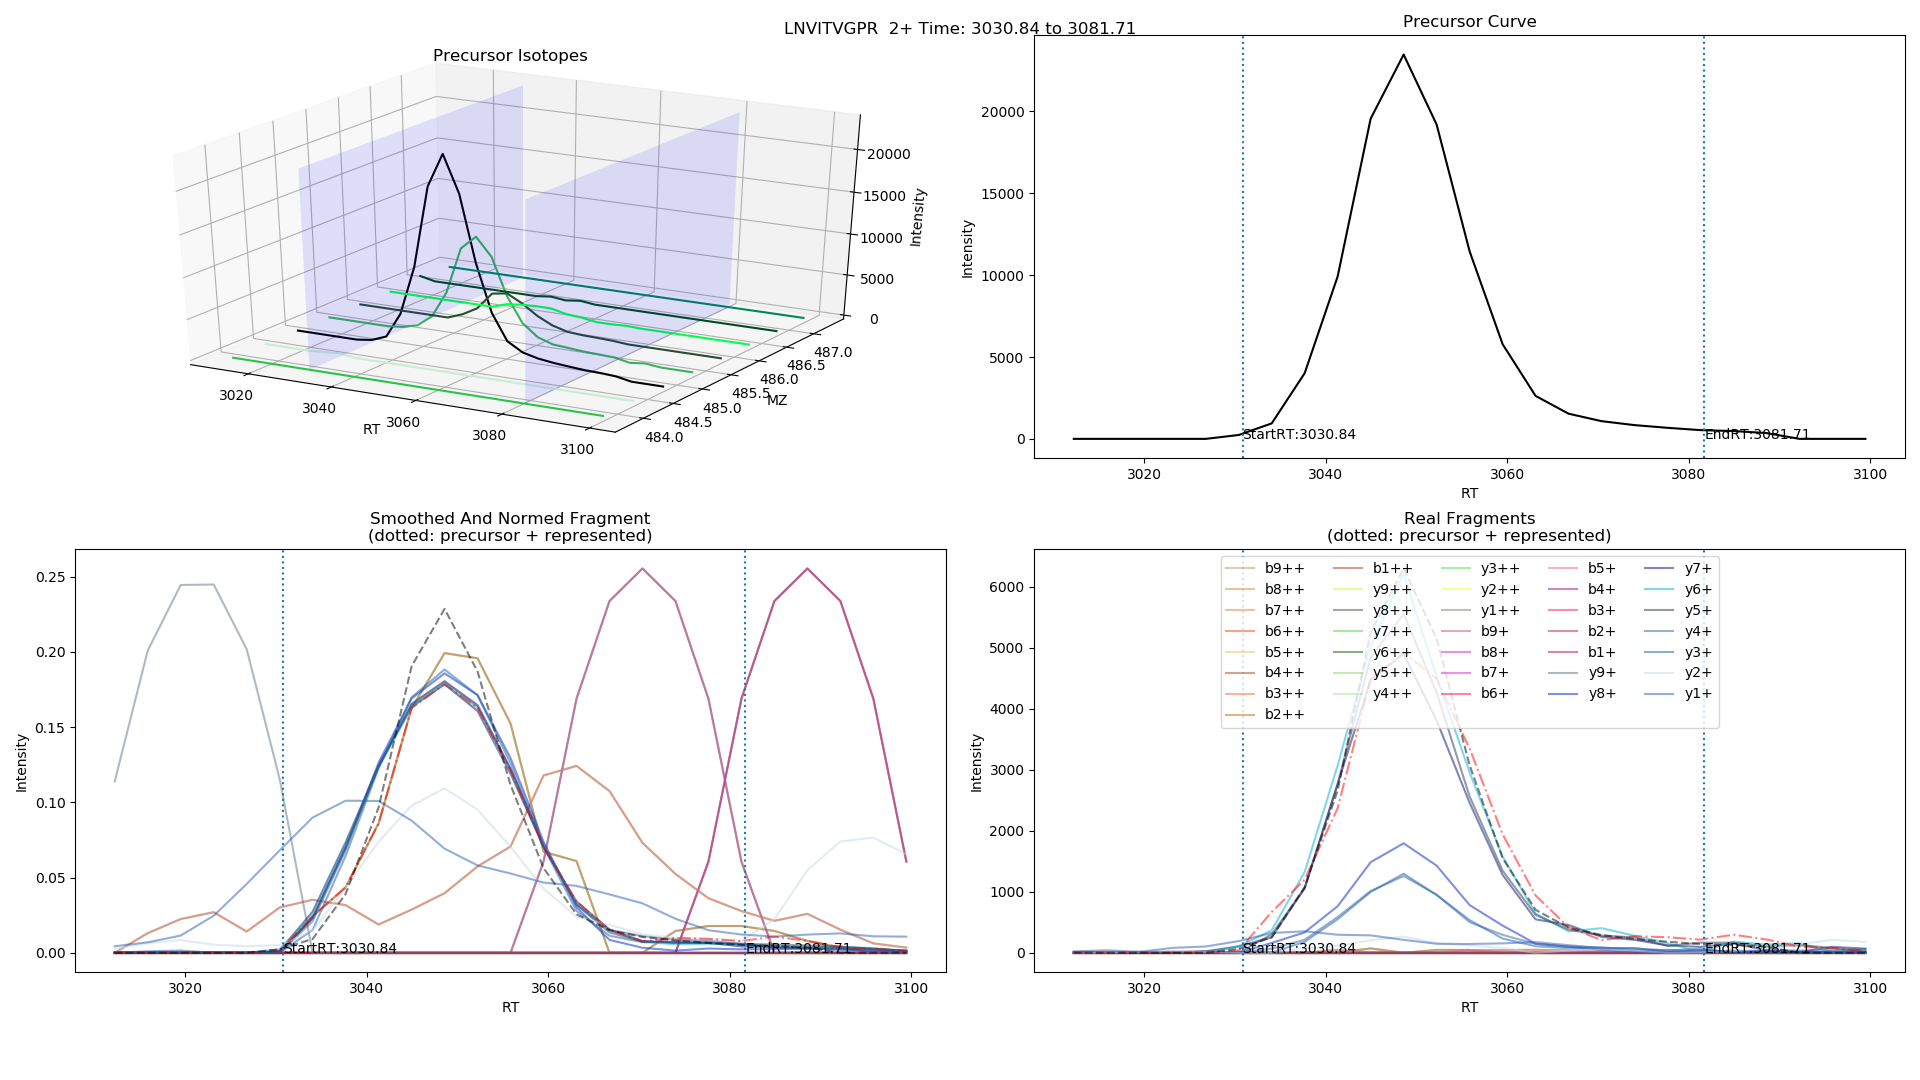 LNVITVGPR  2+ Time: 3030.84 to 3081.71
Precursor Isotopes
20000
15000
10000
5000
0
Intensity
3020
3040
3060
3080
3100
RT
484.0
484.5
485.0
485.5
486.0
486.5
487.0
MZ
Precursor Curve
20000
15000
10000
5000
0
Intensity
StartRT:3030.84
EndRT:3081.71
3020
3040
3060
3080
3100
RT
Smoothed And Normed Fragment
(dotted: precursor + represented)
0.25
0.20
0.15
0.10
0.05
0.00
Intensity
StartRT:3030.84
EndRT:3081.71
3020
3040
3060
3080
3100
RT
Real Fragments
(dotted: precursor + represented)
6000
5000
4000
3000
2000
1000
0
Intensity
b9++ b1++ y3++ b5+ y7+
b8++ y9++ y2++ b4+ y6+
b7++ y8++ y1++ b3+ y5+
b6++ y7++ b9+ b2+ y4+
b5++ y6++ b8+ b1+ y3+
b4++ y5++ b7+ y9+ y2+
b3++ y4++ b6+ y8+ y1+
b2++
StartRT:3030.84
EndRT:3081.71
3020
3040
3060
3080
3100
RT